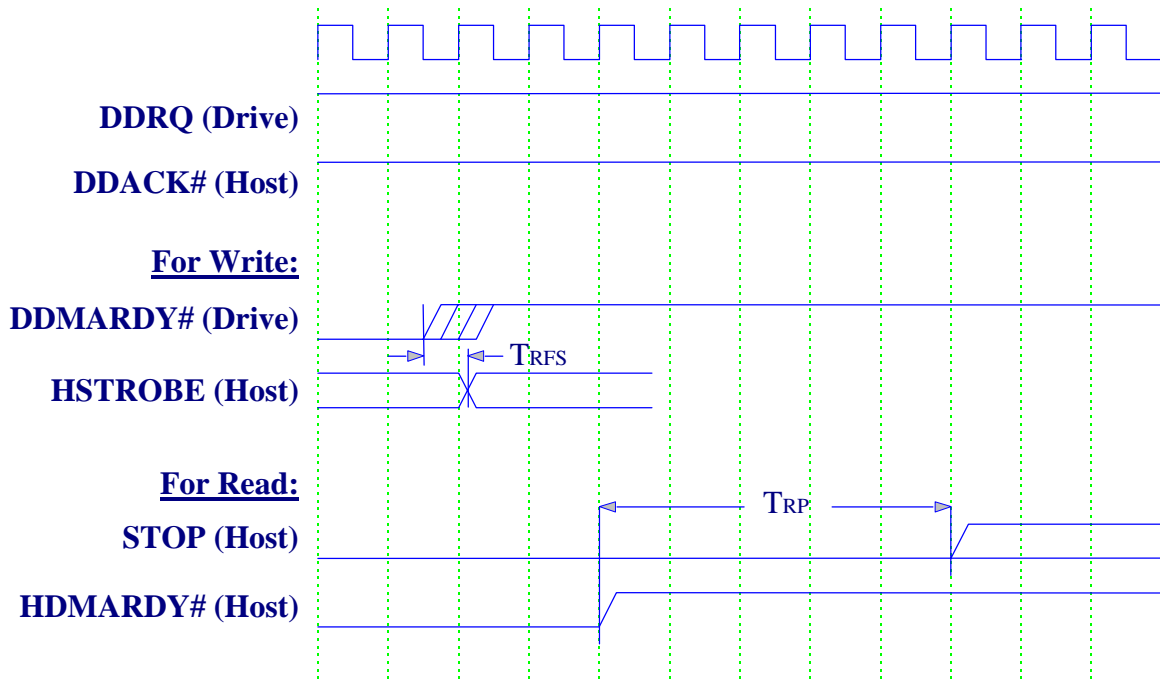 DDRQ (Drive)
DDACK# (Host)
For Write:
DDMARDY# (Drive)
TRFS
HSTROBE (Host)
For Read:
TRP
STOP (Host)
HDMARDY# (Host)